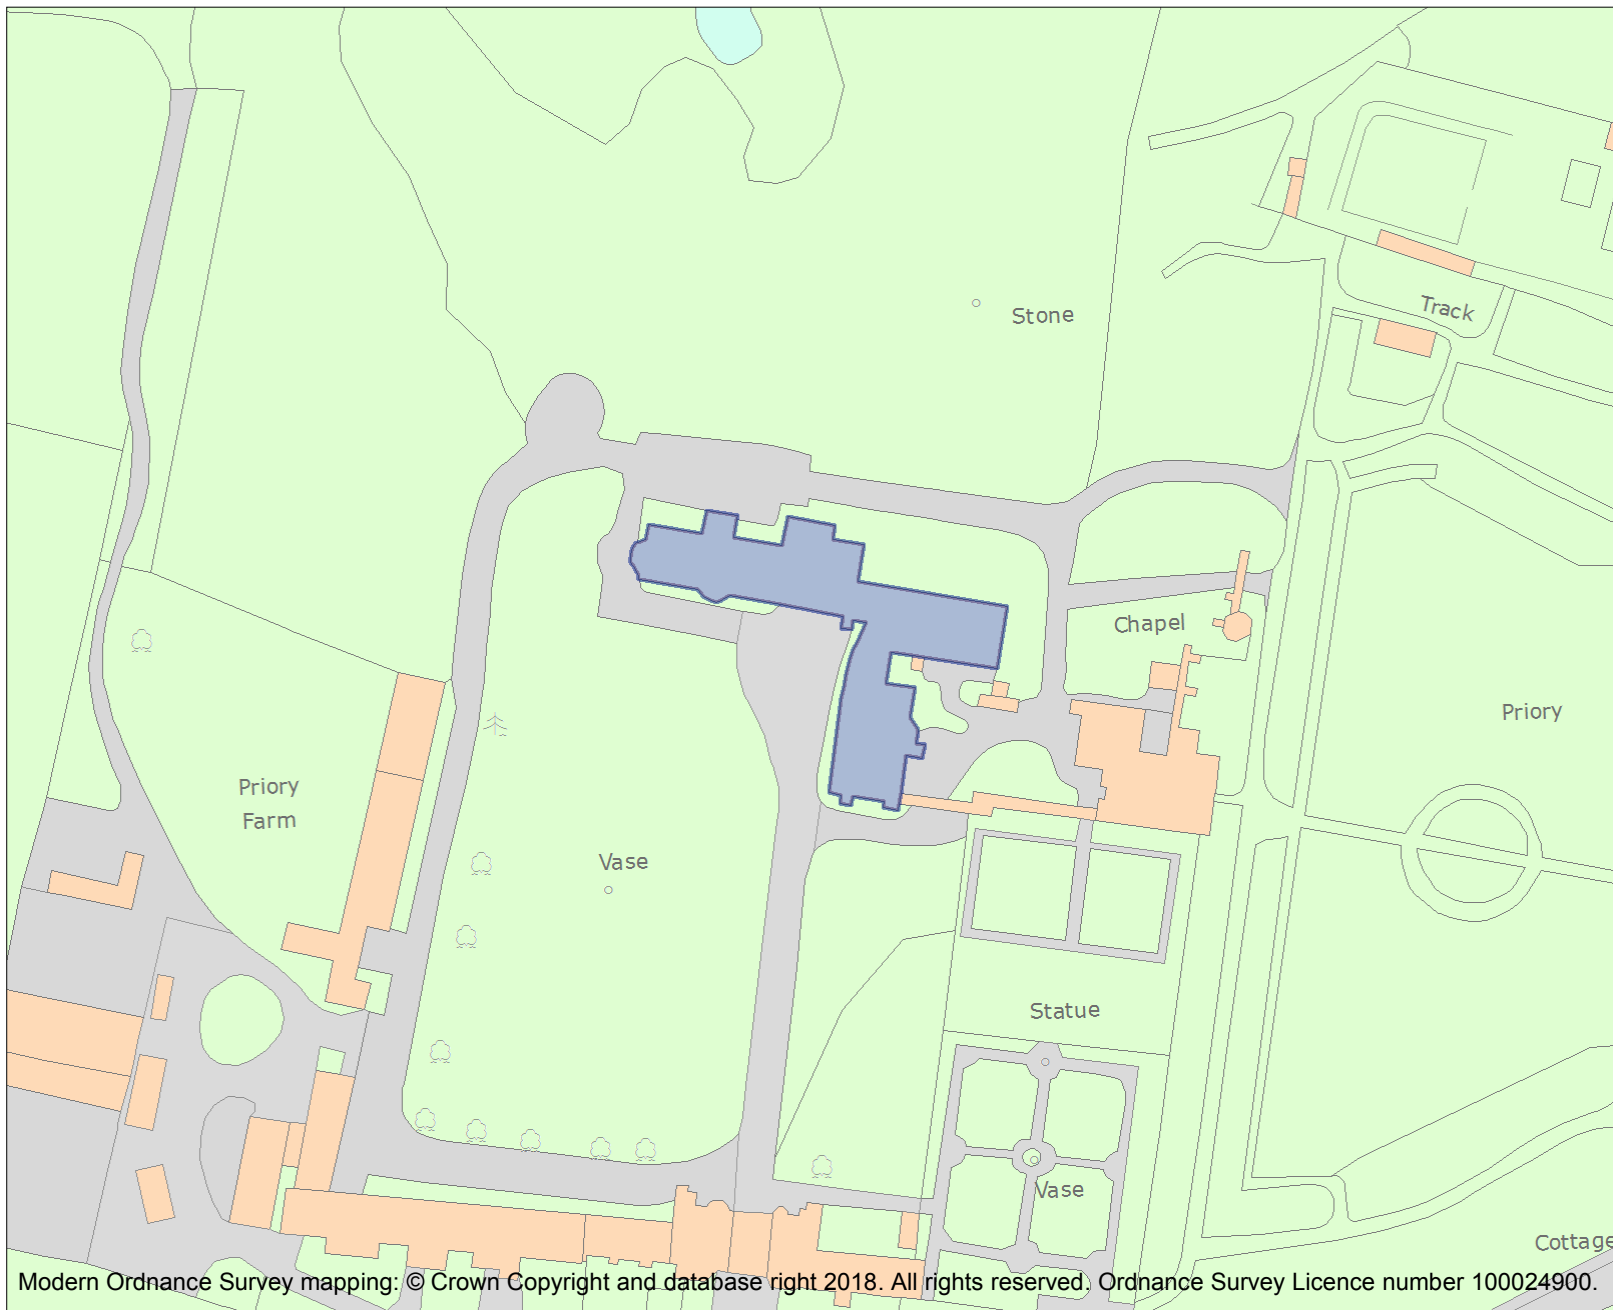 Stone
Track
Chapel
Priory
Priory
Farm
Vase
Statue
Vase
Cottage
Modern Ordnance Survey mapping: © Crown Copyright and database right 2018. All rights reserved. Ordnance Survey Licence number 100024900.